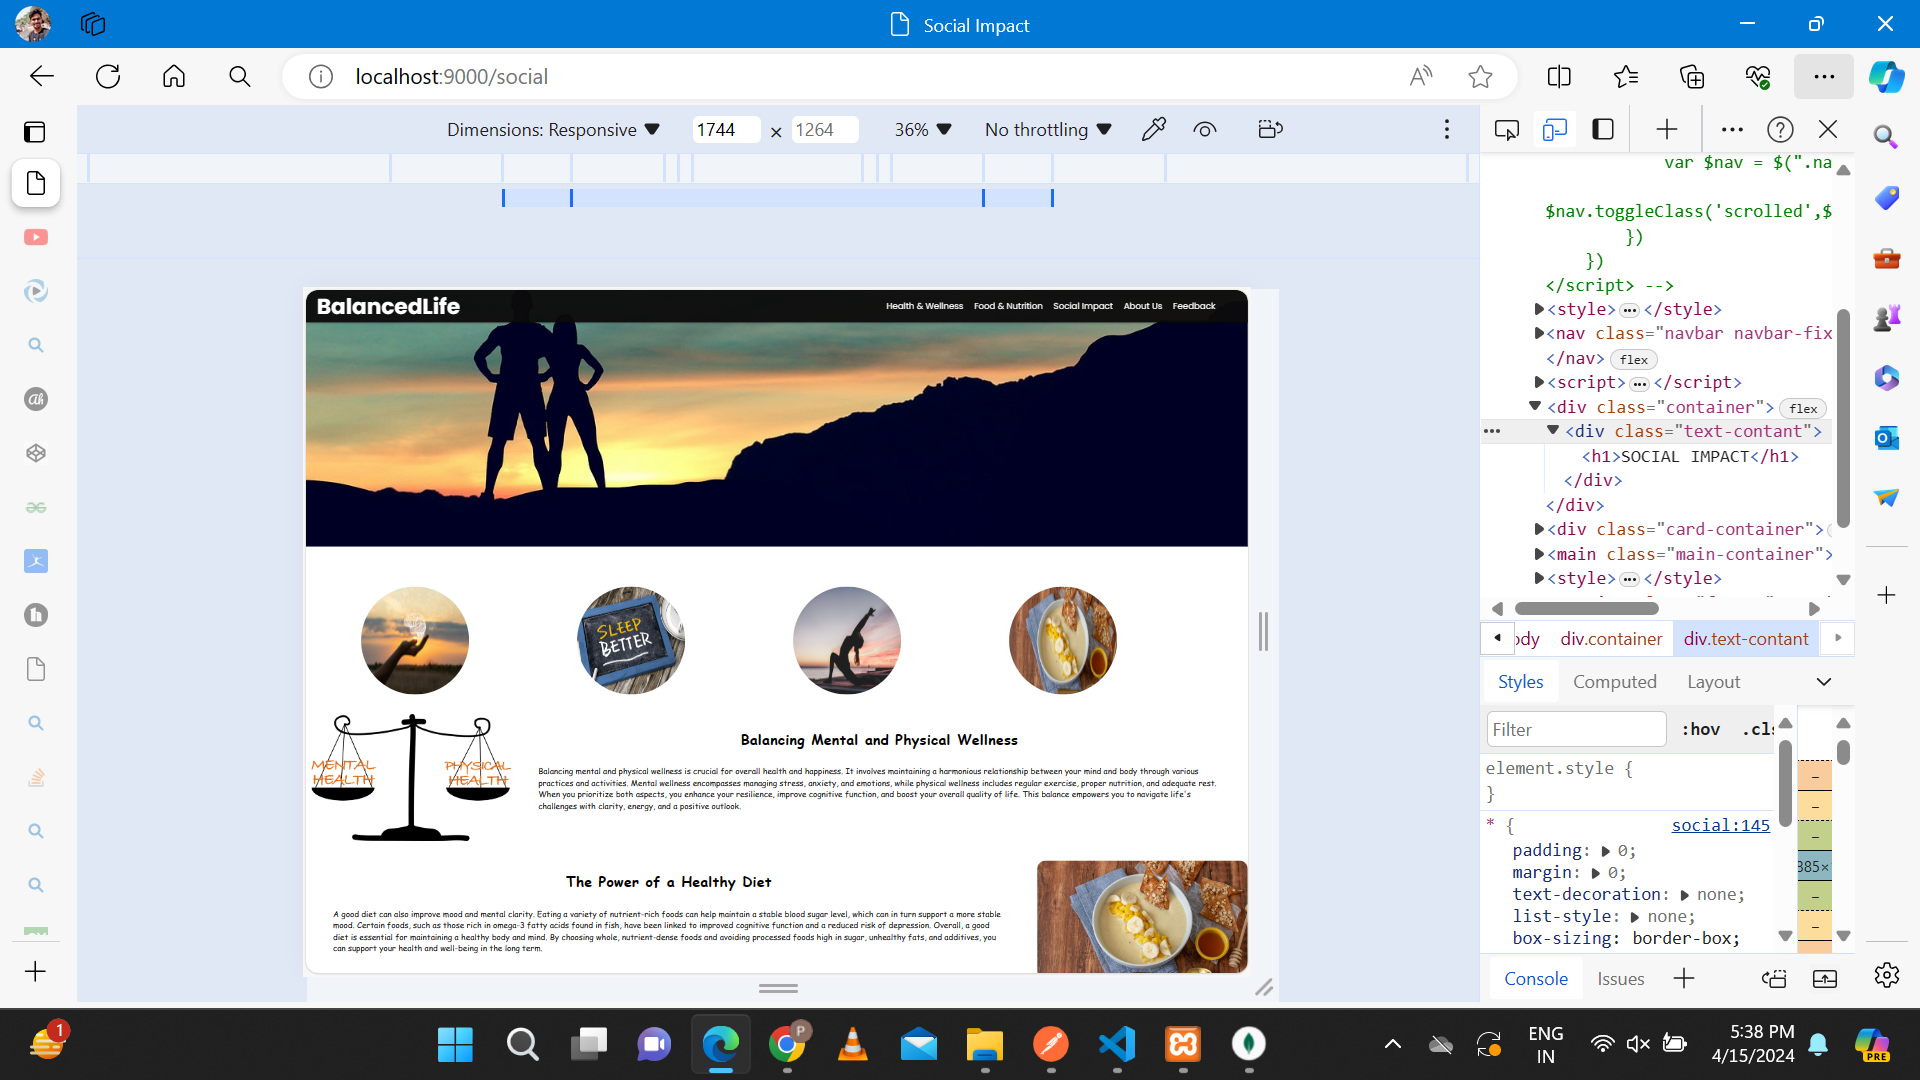 Social Impact
localhost:9000/social
Dimensions: Responsive
1744 × 1264
36%
No throttling
BalancedLife
Health & Wellness Food & Nutrition Social Impact About Us Feedback
SLEEP
BETTER
MENTAL
HEALTH
PHYSICAL
HEALTH
Balancing Mental and Physical Wellness
Balancing mental and physical wellness is crucial for overall health and happiness. It involves maintaining a harmonious relationship between your mind and body through various
practices and activities. Mental wellness encompasses managing stress, anxiety, and emotions, while physical wellness includes regular exercise, proper nutrition, and adequate rest.
When you prioritize both aspects, you enhance your resilience, improve cognitive function, and boost your overall quality of life. This balance empowers you to navigate life's
challenges with clarity, energy, and a positive outlook.
The Power of a Healthy Diet
A good diet can also improve mood and mental clarity. Eating a variety of nutrient-rich foods can help maintain a stable blood sugar level, which can in turn support a more stable
mood. Certain foods, such as those rich in omega-3 fatty acids found in fish, have been linked to improved cognitive function and a reduced risk of depression. Overall, a good
diet is essential for maintaining a healthy body and mind. By choosing whole, nutrient-dense foods and avoiding processed foods high in sugar, unhealthy fats, and additives, you
can support your health and well-being in the long term.
var $nav = $(".na
$nav.toggleClass('scrolled',$
})
})
</script> -->
<style> ••• </style>
<nav class="navbar navbar-fix
</nav> flex
<script> ••• </script>
<div class="container"> flex
••• <div class="text-contant">
<h1>SOCIAL IMPACT</h1>
</div>
</div>
<div class="card-container">
<main class="main-container">
<style> ••• </style>
ody div.container div.text-contant
Styles Computed Layout
Filter :hov .cls
element.style {
}
* { social:145
padding: 0;
margin: 0;
text-decoration: none;
list-style: none;
box-sizing: border-box;
385×
Console Issues
1
ENG
IN
5:38 PM
4/15/2024
PRE
P